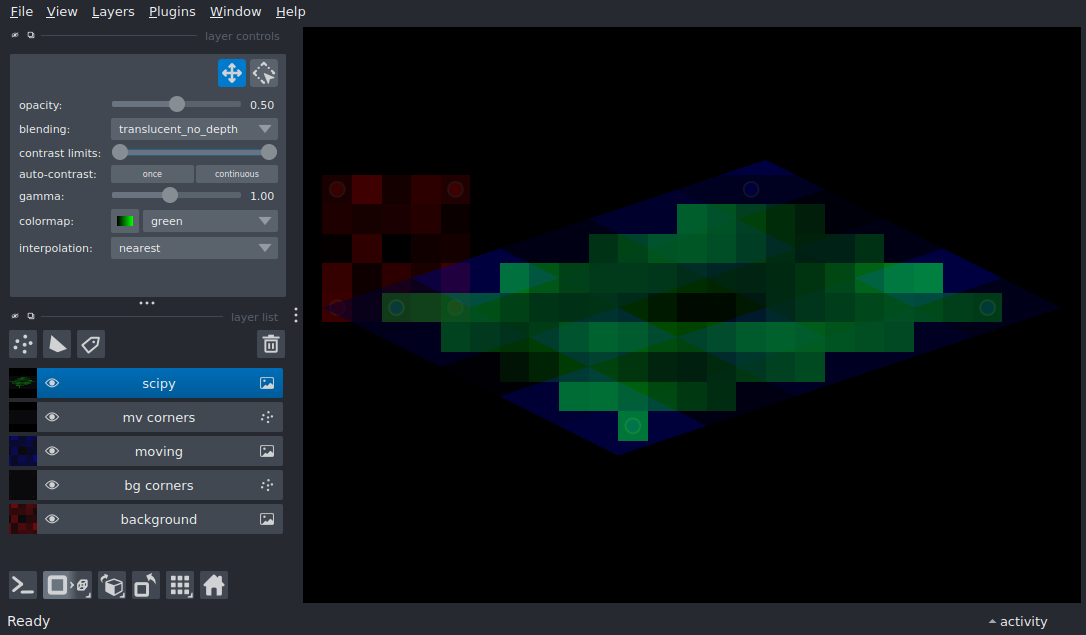 File View Layers Plugins Window Help
layer controls
opacity: 0.50
blending: translucent_no_depth
contrast limits:
auto-contrast: once continuous
gamma: 1.00
colormap: green
interpolation: nearest
layer list
scipy
mv corners
moving
bg corners
background
Ready
activity